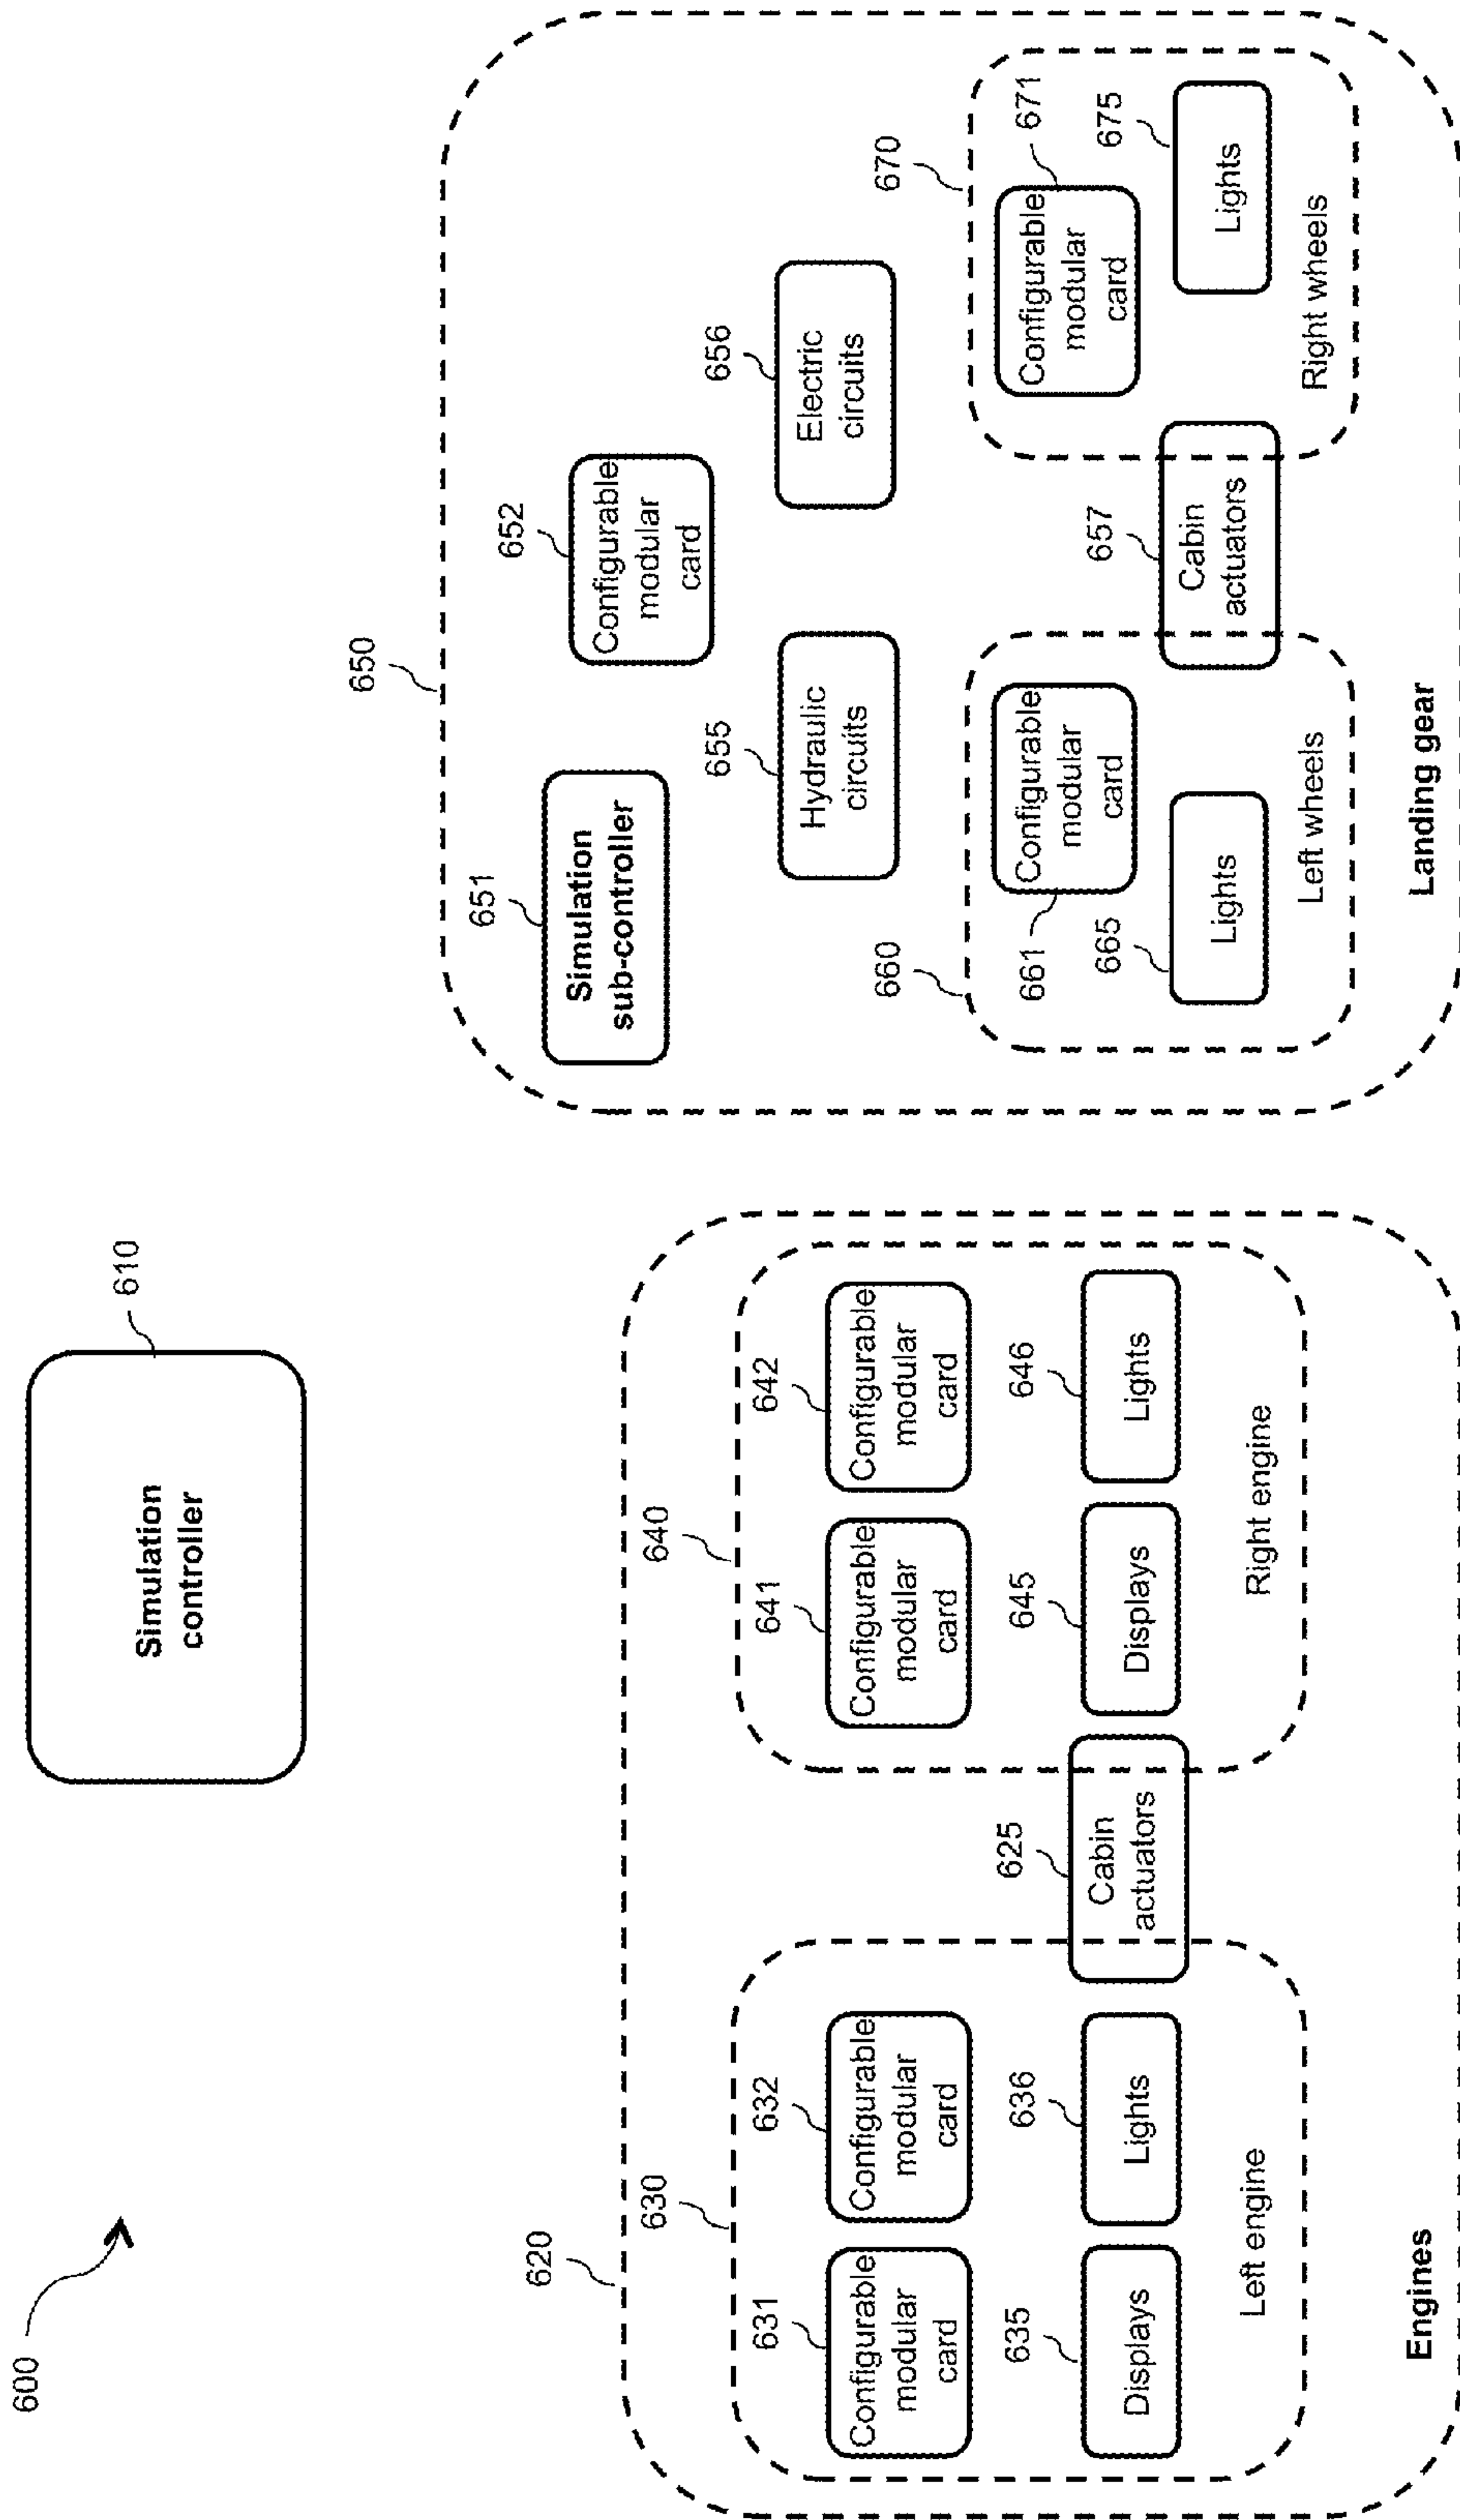 600
Simulation
controller
610
620
630
631
Configurable
modular
card
632
Configurable
modular
card
635
Displays
636
Lights
Left engine
625
Cabin
actuators
640
641
Configurable
modular
card
642
Configurable
modular
card
645
Displays
646
Lights
Right engine
Engines
650
651
Simulation
sub-controller
652
Configurable
modular
card
655
Hydraulic
circuits
656
Electric
circuits
660
661
Configurable
modular
card
665
Lights
Left wheels
657
Cabin
actuators
670
Configurable
modular
card
671
675
Lights
Right wheels
Landing gear